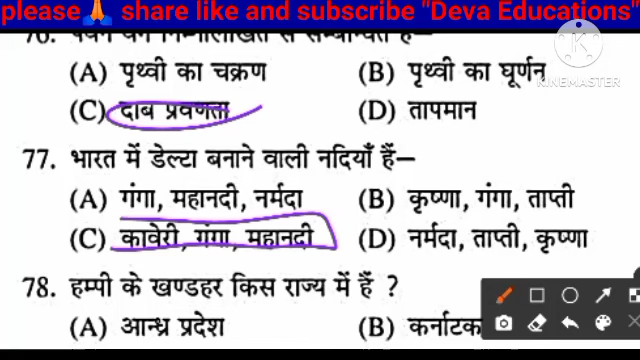 please🙏 share like and subscribe "Deva Educations"
(A) पृथ्वी का चक्रण (B) पृथ्वी का घूर्णन
(C) दाब प्रवणता (D) तापमान
77. भारत में डेल्टा बनाने वाली नदियाँ हैं—
(A) गंगा, महानदी, नर्मदा (B) कृष्णा, गंगा, ताप्ती
(C) कावेरी, गंगा, महानदी (D) नर्मदा, ताप्ती, कृष्णा
78. हम्पी के खण्डहर किस राज्य में हैं ?
(A) आन्ध्र प्रदेश (B) कर्नाटक
KINEMASTER